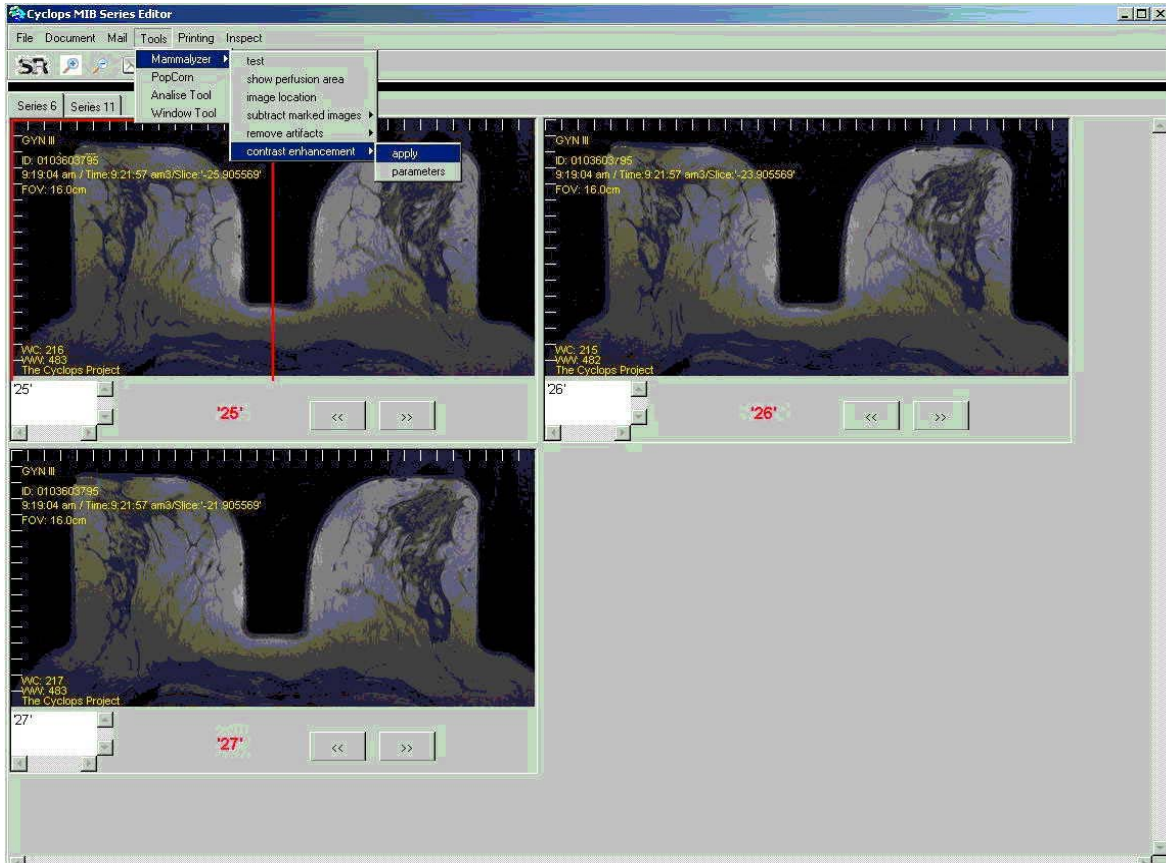 Cyclops MIB Series Editor
File Document Mail Tools Printing Inspect
SR
Mammalyzer
PopCorn
Analise Tool
Window Tool
test
show perfusion area
image location
subtract marked images
remove artifacts
contrast enhancement
apply
parameters
Series 6 Series 11
GYN III
ID: 0103603795
9:19:04 am / Time:9:21:57 am3/Slice:'-25.905569'
FOV: 16.0cm
WC: 216
WW: 483
The Cyclops Project
GYN III
ID: 0103603795
9:19:04 am / Time:9:21:57 am3/Slice:'-23.905569'
FOV: 16.0cm
WC: 215
WW: 482
The Cyclops Project
'25'
'25'
<< >>
'26'
'26'
<< >>
GYN III
ID: 0103603795
9:19:04 am / Time:9:21:57 am3/Slice:'-21.905569'
FOV: 16.0cm
WC: 217
WW: 483
The Cyclops Project
'27'
'27'
<< >>